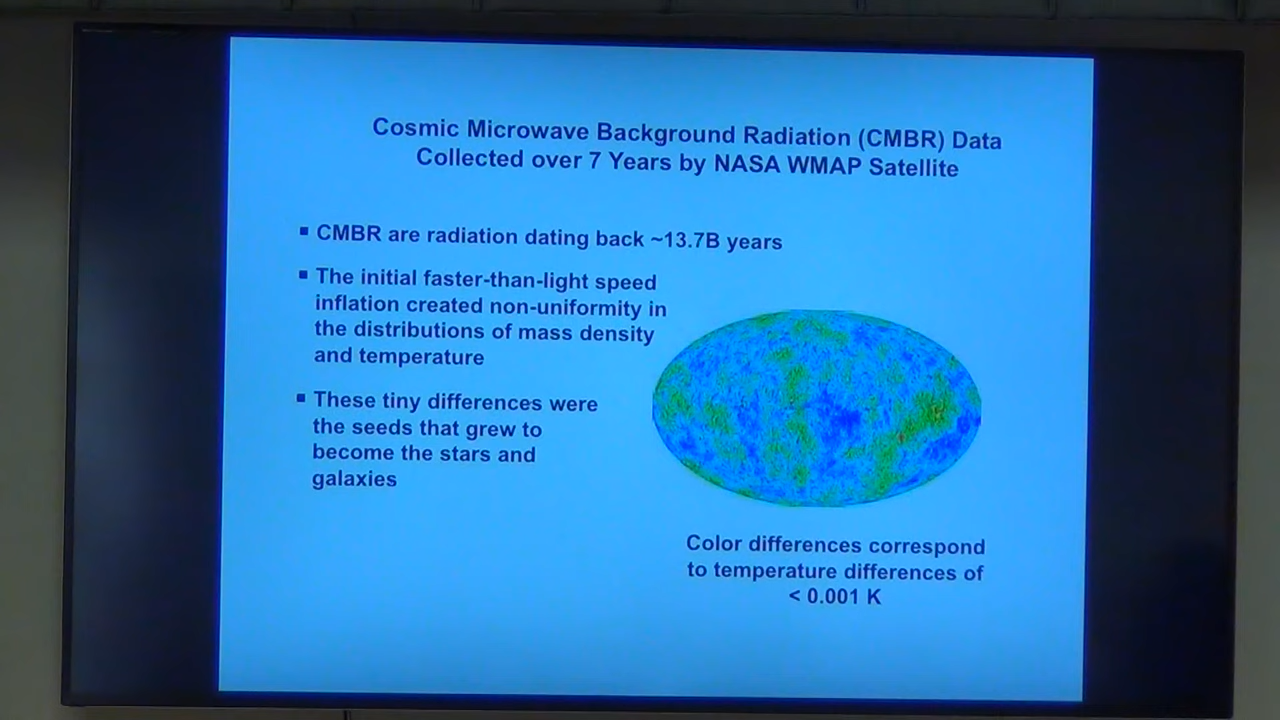 Cosmic Microwave Background Radiation (CMBR) Data
Collected over 7 Years by NASA WMAP Satellite
▪ CMBR are radiation dating back ~13.7B years
▪ The initial faster-than-light speed
inflation created non-uniformity in
the distributions of mass density
and temperature
▪ These tiny differences were
the seeds that grew to
become the stars and
galaxies
Color differences correspond
to temperature differences of
< 0.001 K